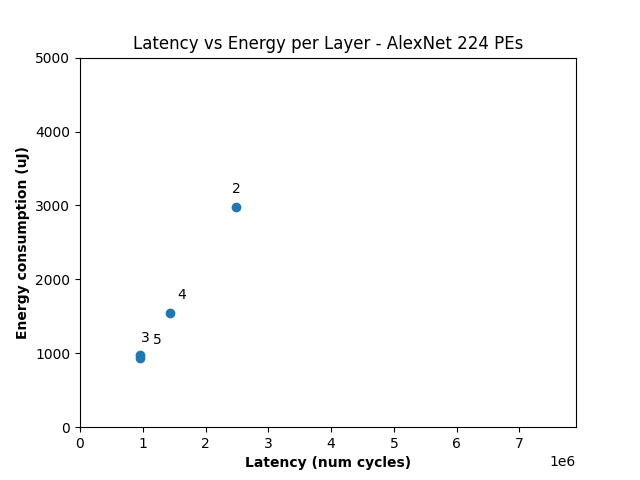 Latency vs Energy per Layer - AlexNet 224 PEs
5000
4000
3000
2000
1000
0
Energy consumption (uJ)
2
4
3
5
0 1 2 3 4 5 6 7
1e6
Latency (num cycles)